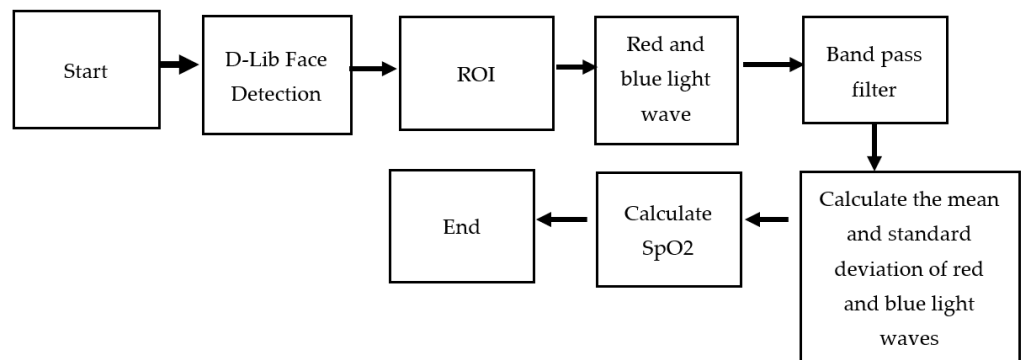 Start
D-Lib Face
Detection
ROI
Red and
blue light
wave
Band pass
filter
Calculate the mean
and standard
deviation of red
and blue light
waves
Calculate
SpO2
End